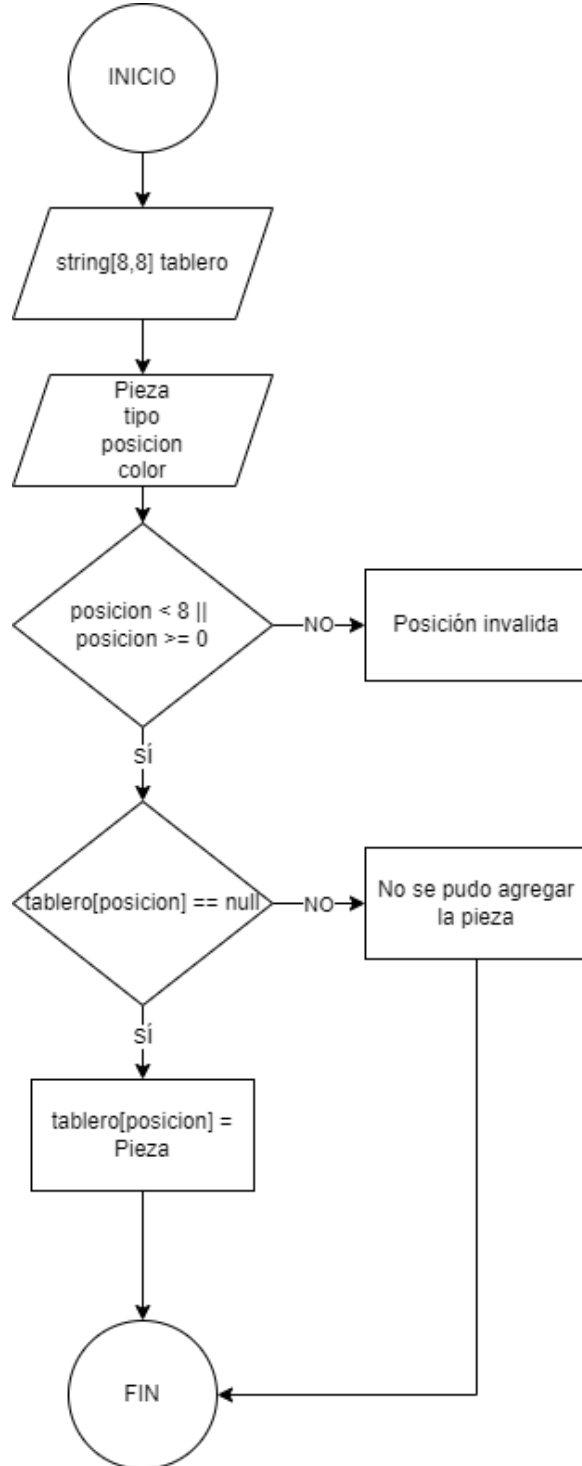 INICIO
string[8,8] tablero
Pieza
tipo
posicion
color
posicion < 8 ||
posicion >= 0
NO
Posición invalida
SÍ
tablero[posicion] == null
NO
No se pudo agregar
la pieza
SÍ
tablero[posicion] =
Pieza
FIN